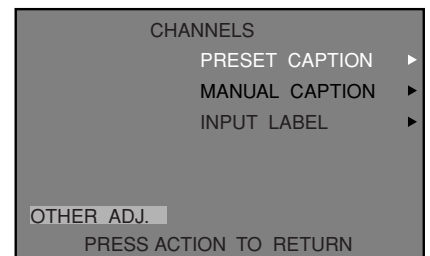 CHANNELS
PRESET CAPTION
MANUAL CAPTION
INPUT LABEL
OTHER ADJ.
PRESS ACTION TO RETURN